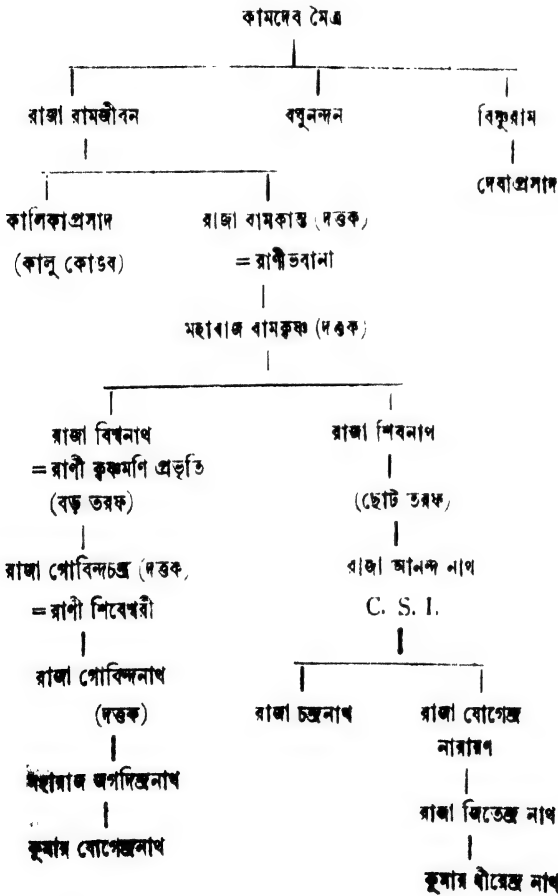 কামদেব মৈত্র
রাজা রামজীবন রঘুনন্দন বিষ্ণুরাম
দেবীপ্রসাদ
কালিকাপ্রসাদ রাজা রামকান্ত (দত্তক)
(কালু কোঙর) = রাণীভবানী
মহারাজ রামকৃষ্ণ (দত্তক)
রাজা বিশ্বনাথ রাজা শিবনাথ
= রাণী কৃষ্ণমণি প্রভৃতি
(বড় তরফ) (ছোট তরফ)
রাজা গোবিন্দচন্দ্র (দত্তক) রাজা আনন্দ নাথ
= রাণী শিবেশ্বরী C. S. I.
রাজা গোবিন্দনাথ
(দত্তক) রাজা চন্দ্রনাথ রাজা যোগেন্দ্র
নারায়ণ
মহারাজ জগদিন্দ্রনাথ
রাজা জিতেন্দ্র নাথ
কুমার যোগেন্দ্রনাথ
কুমার বীরেন্দ্র নাথ